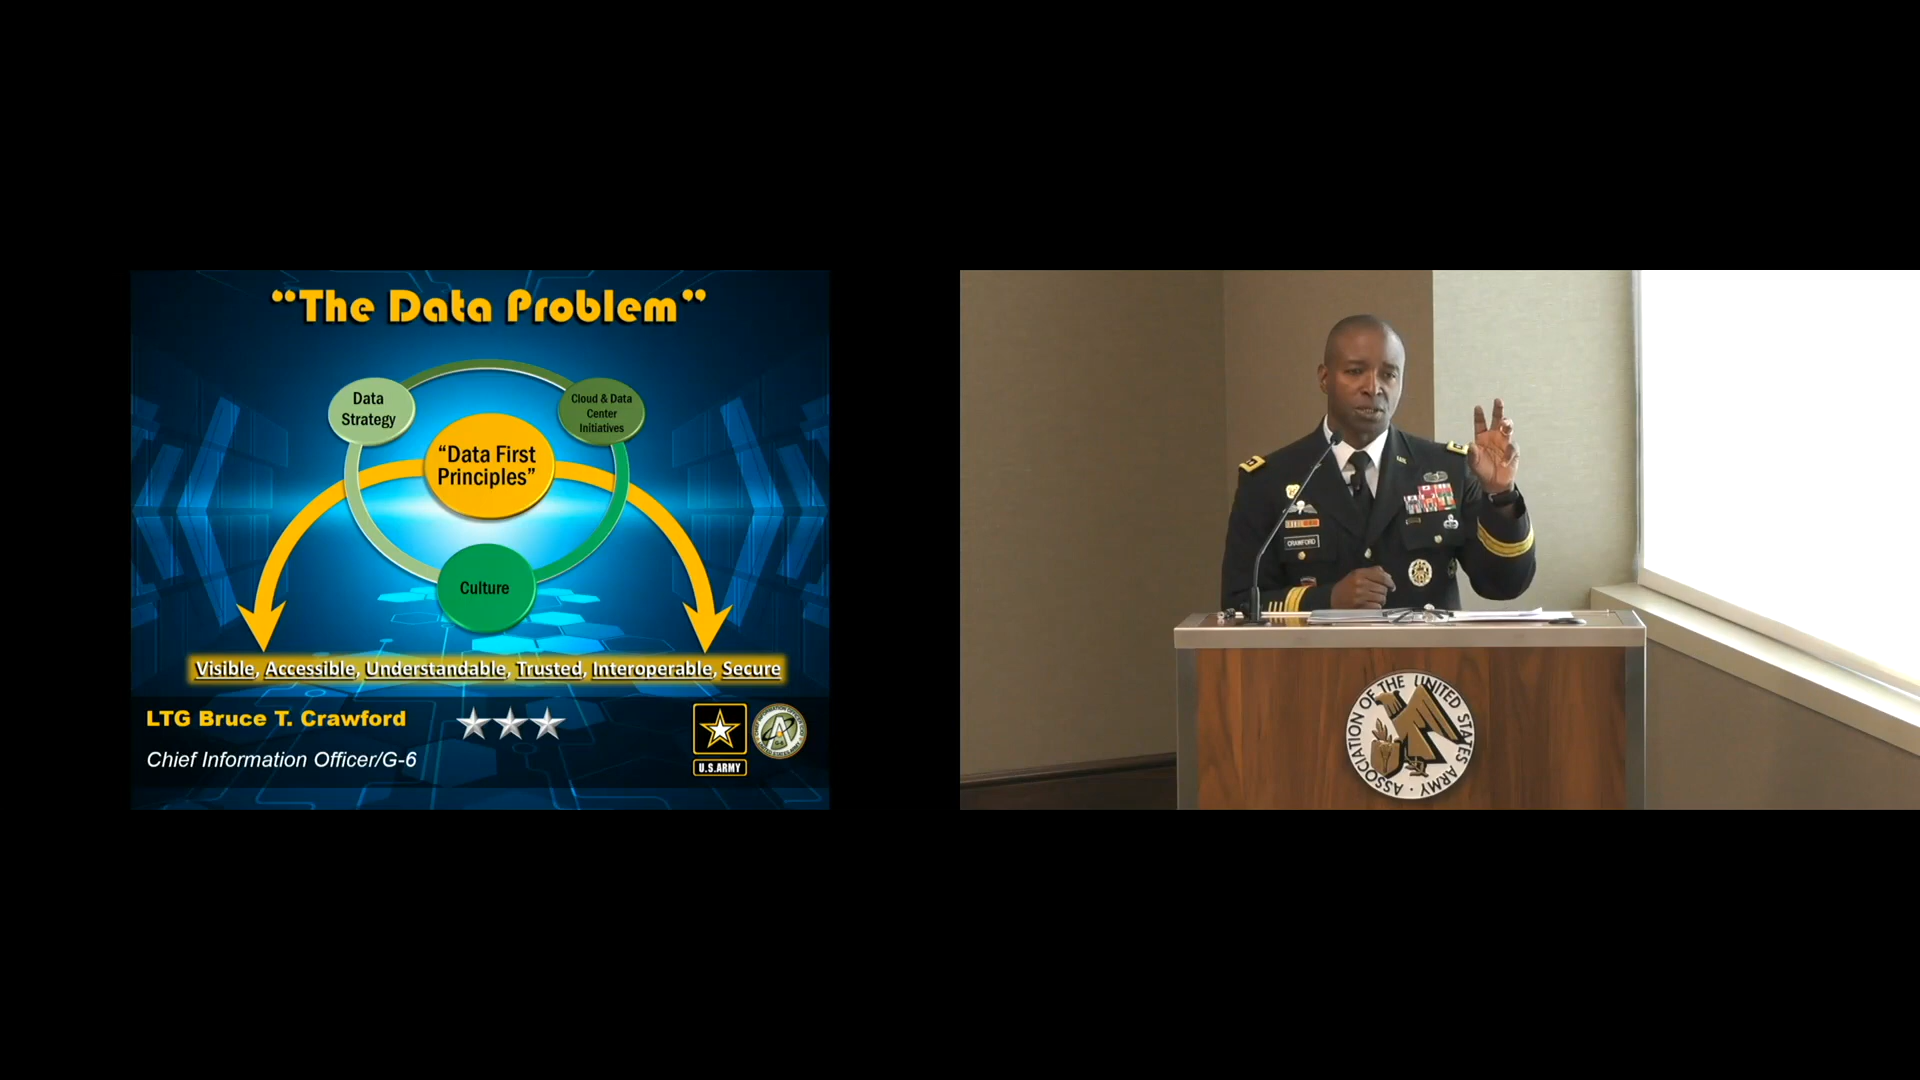 “The Data Problem”
Data
Strategy
Cloud & Data
Center
Initiatives
“Data First
Principles”
Culture
Visible, Accessible, Understandable, Trusted, Interoperable, Secure
LTG Bruce T. Crawford
Chief Information Officer/G-6
U.S.ARMY
CRAWFORD
ASSOCIATION OF THE UNITED STATES ARMY